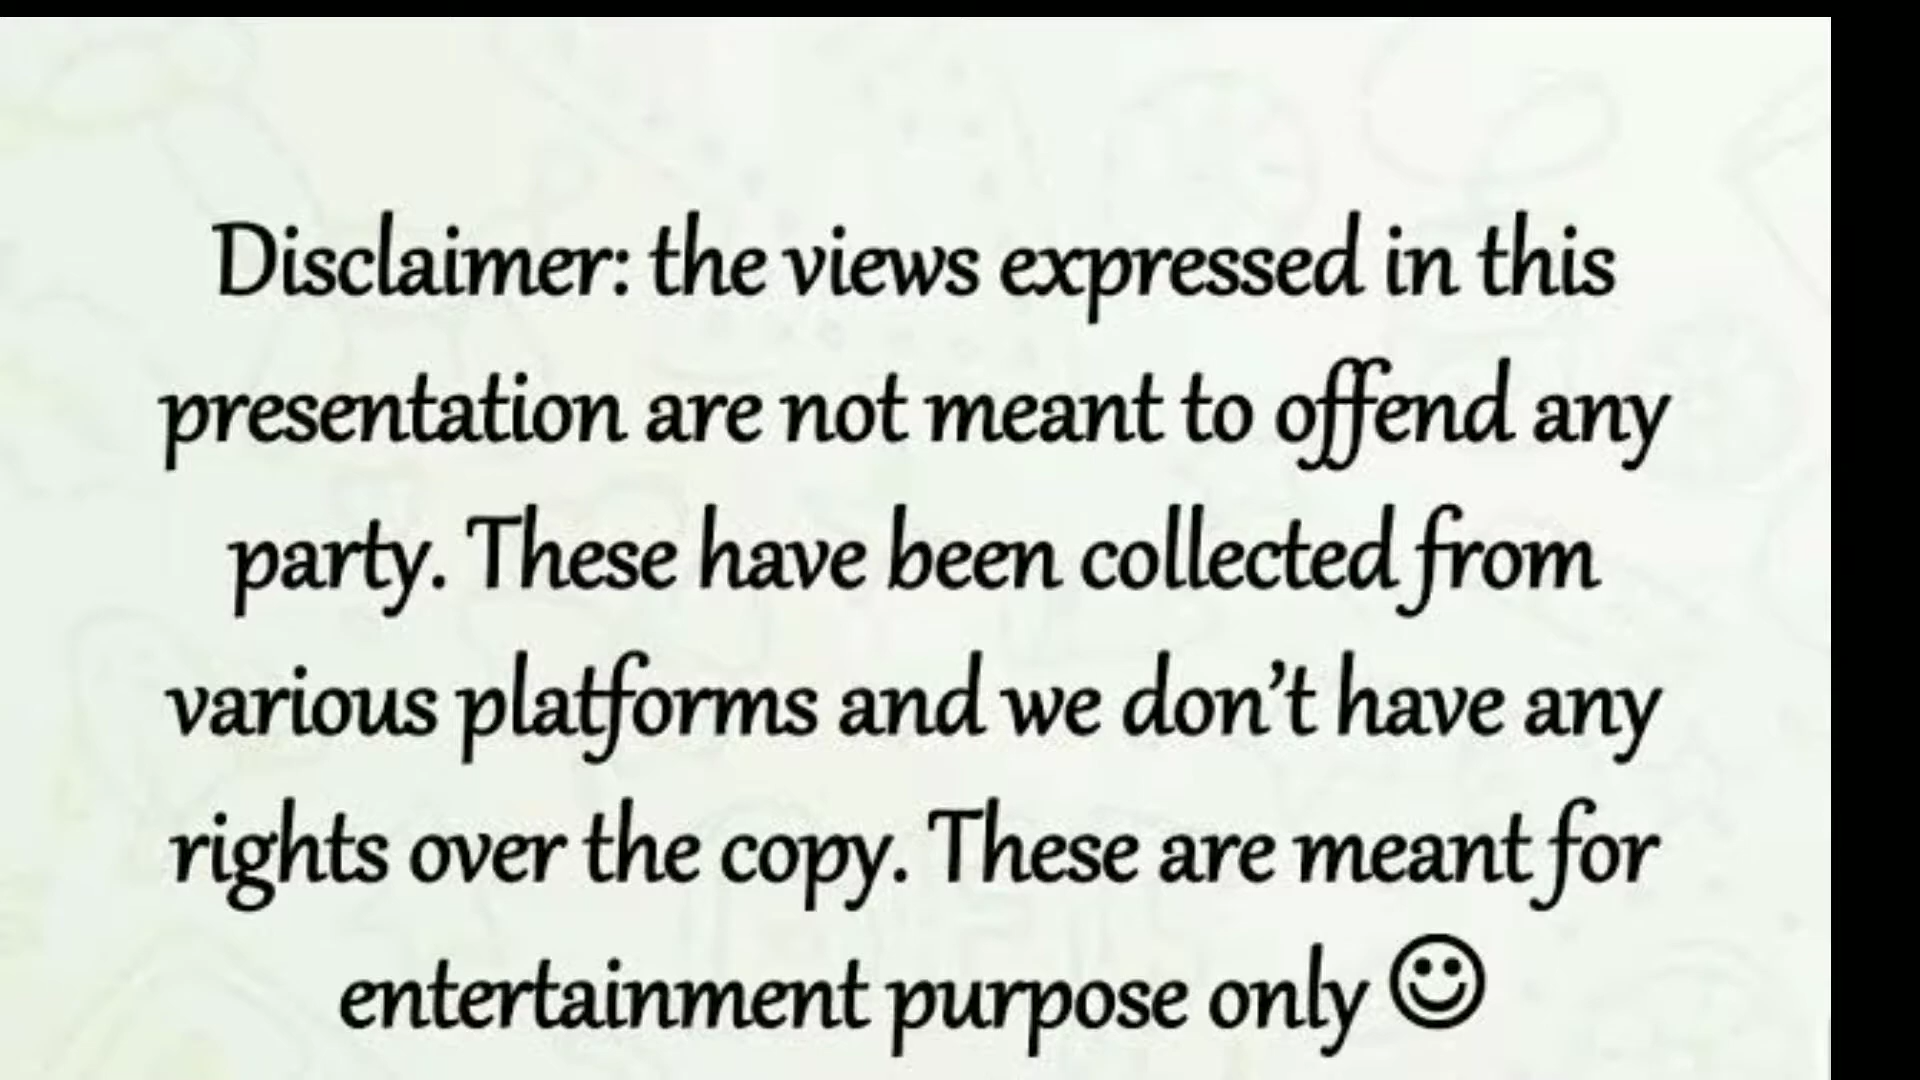 Disclaimer: the views expressed in this
presentation are not meant to offend any
party. These have been collected from
various platforms and we don’t have any
rights over the copy. These are meant for
entertainment purpose only ☺